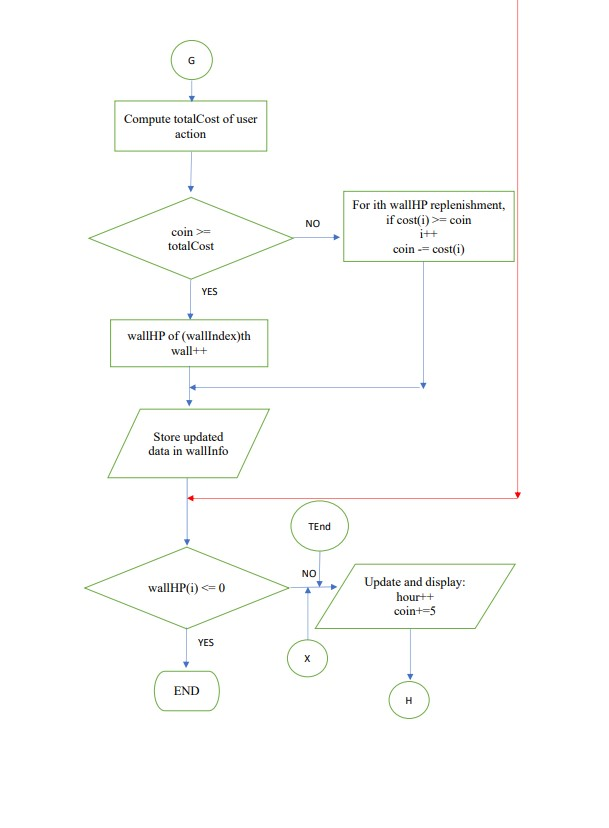 G
Compute totalCost of user
action
coin >=
totalCost
NO
For ith wallHP replenishment,
if cost(i) >= coin
i++
coin -= cost(i)
YES
wallHP of (wallIndex)th
wall++
Store updated
data in wallInfo
TEnd
wallHP(i) <= 0
NO
Update and display:
hour++
coin+=5
YES
X
END
H